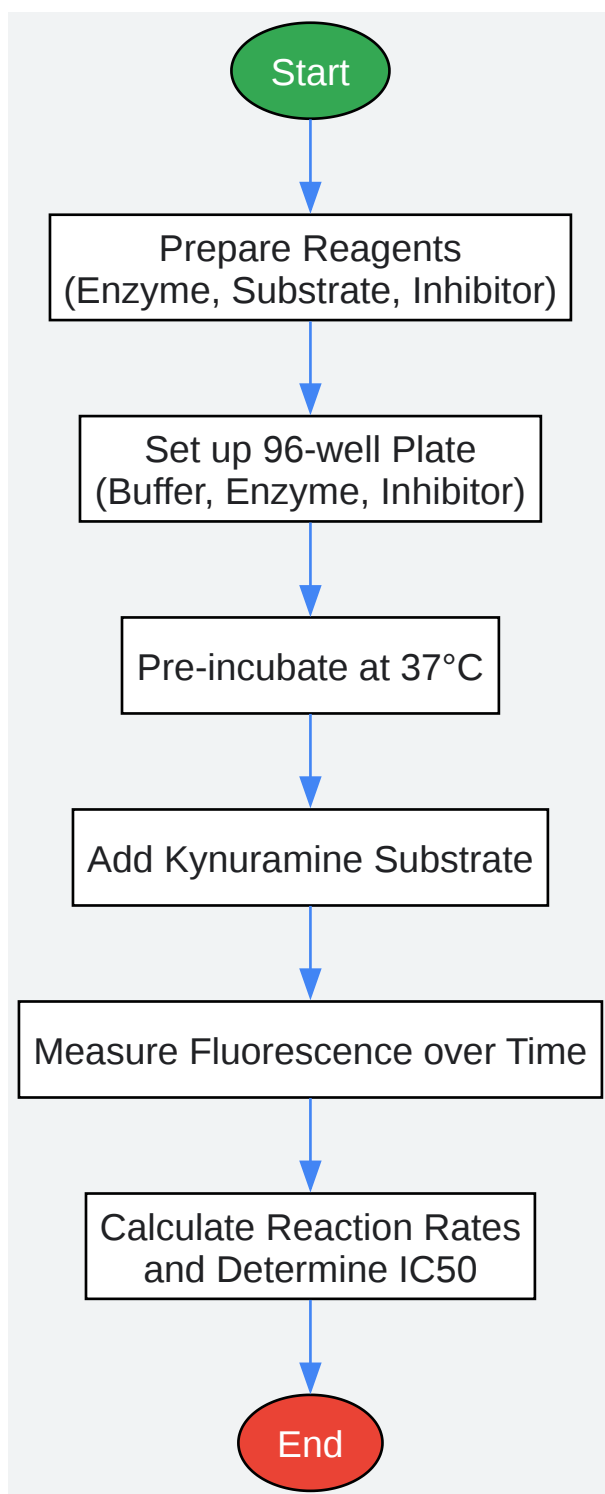 Start
Prepare Reagents
(Enzyme, Substrate, Inhibitor)
Set up 96-well Plate
(Buffer, Enzyme, Inhibitor)
Pre-incubate at 37°C
Add Kynuramine Substrate
Measure Fluorescence over Time
Calculate Reaction Rates
and Determine IC50
End